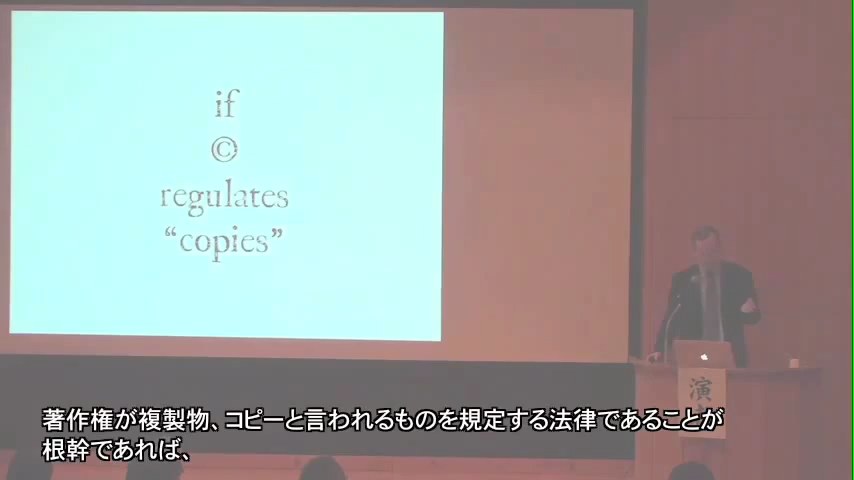 if
©
regulates
“copies”
演
著作権が複製物、コピーと言われるものを規定する法律であることが
根幹であれば、